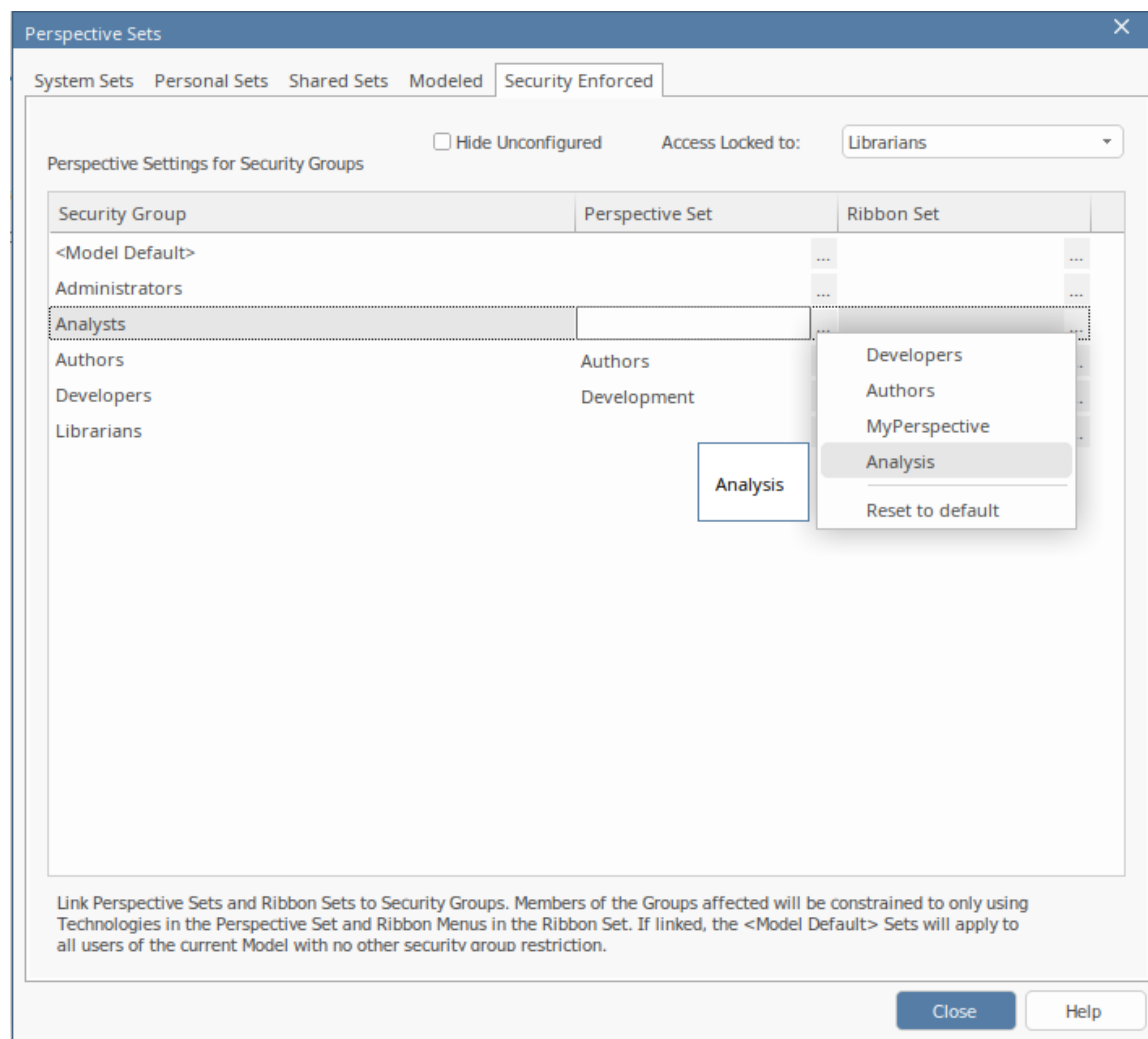 Perspective Sets
System Sets Personal Sets Shared Sets Modeled Security Enforced
Hide Unconfigured Access Locked to: Librarians
Perspective Settings for Security Groups
Security Group Perspective Set Ribbon Set
<Model Default> ... ...
Administrators ... ...
Analysts ... ...
Developers
Authors Authors
Authors
Developers Development
MyPerspective
Librarians
Analysis
Analysis
Reset to default
Link Perspective Sets and Ribbon Sets to Security Groups. Members of the Groups affected will be constrained to only using
Technologies in the Perspective Set and Ribbon Menus in the Ribbon Set. If linked, the <Model Default> Sets will apply to
all users of the current Model with no other security group restriction.
Close Help